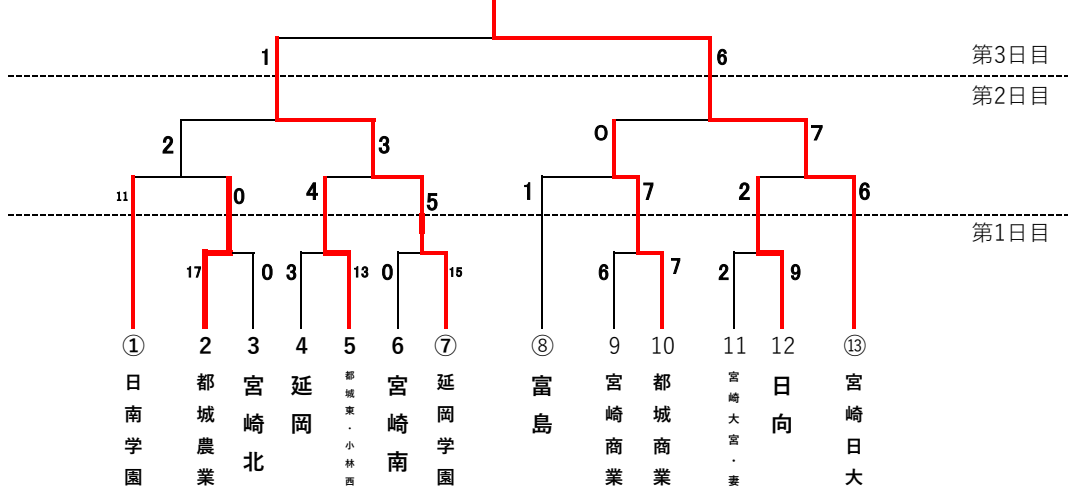 1
6
第3日目
第2日目
2
3
0
7
11
0
4
5
1
7
2
6
第1日目
17
0
3
13
0
15
6
7
2
9
①
2
3
4
5
6
⑦
⑧
9
10
11
12
⑬
日南学園
都城農業
宮崎北
延岡
都城東・小林西
宮崎南
延岡学園
富島
宮崎商業
都城商業
宮崎大宮・妻
日向
宮崎日大